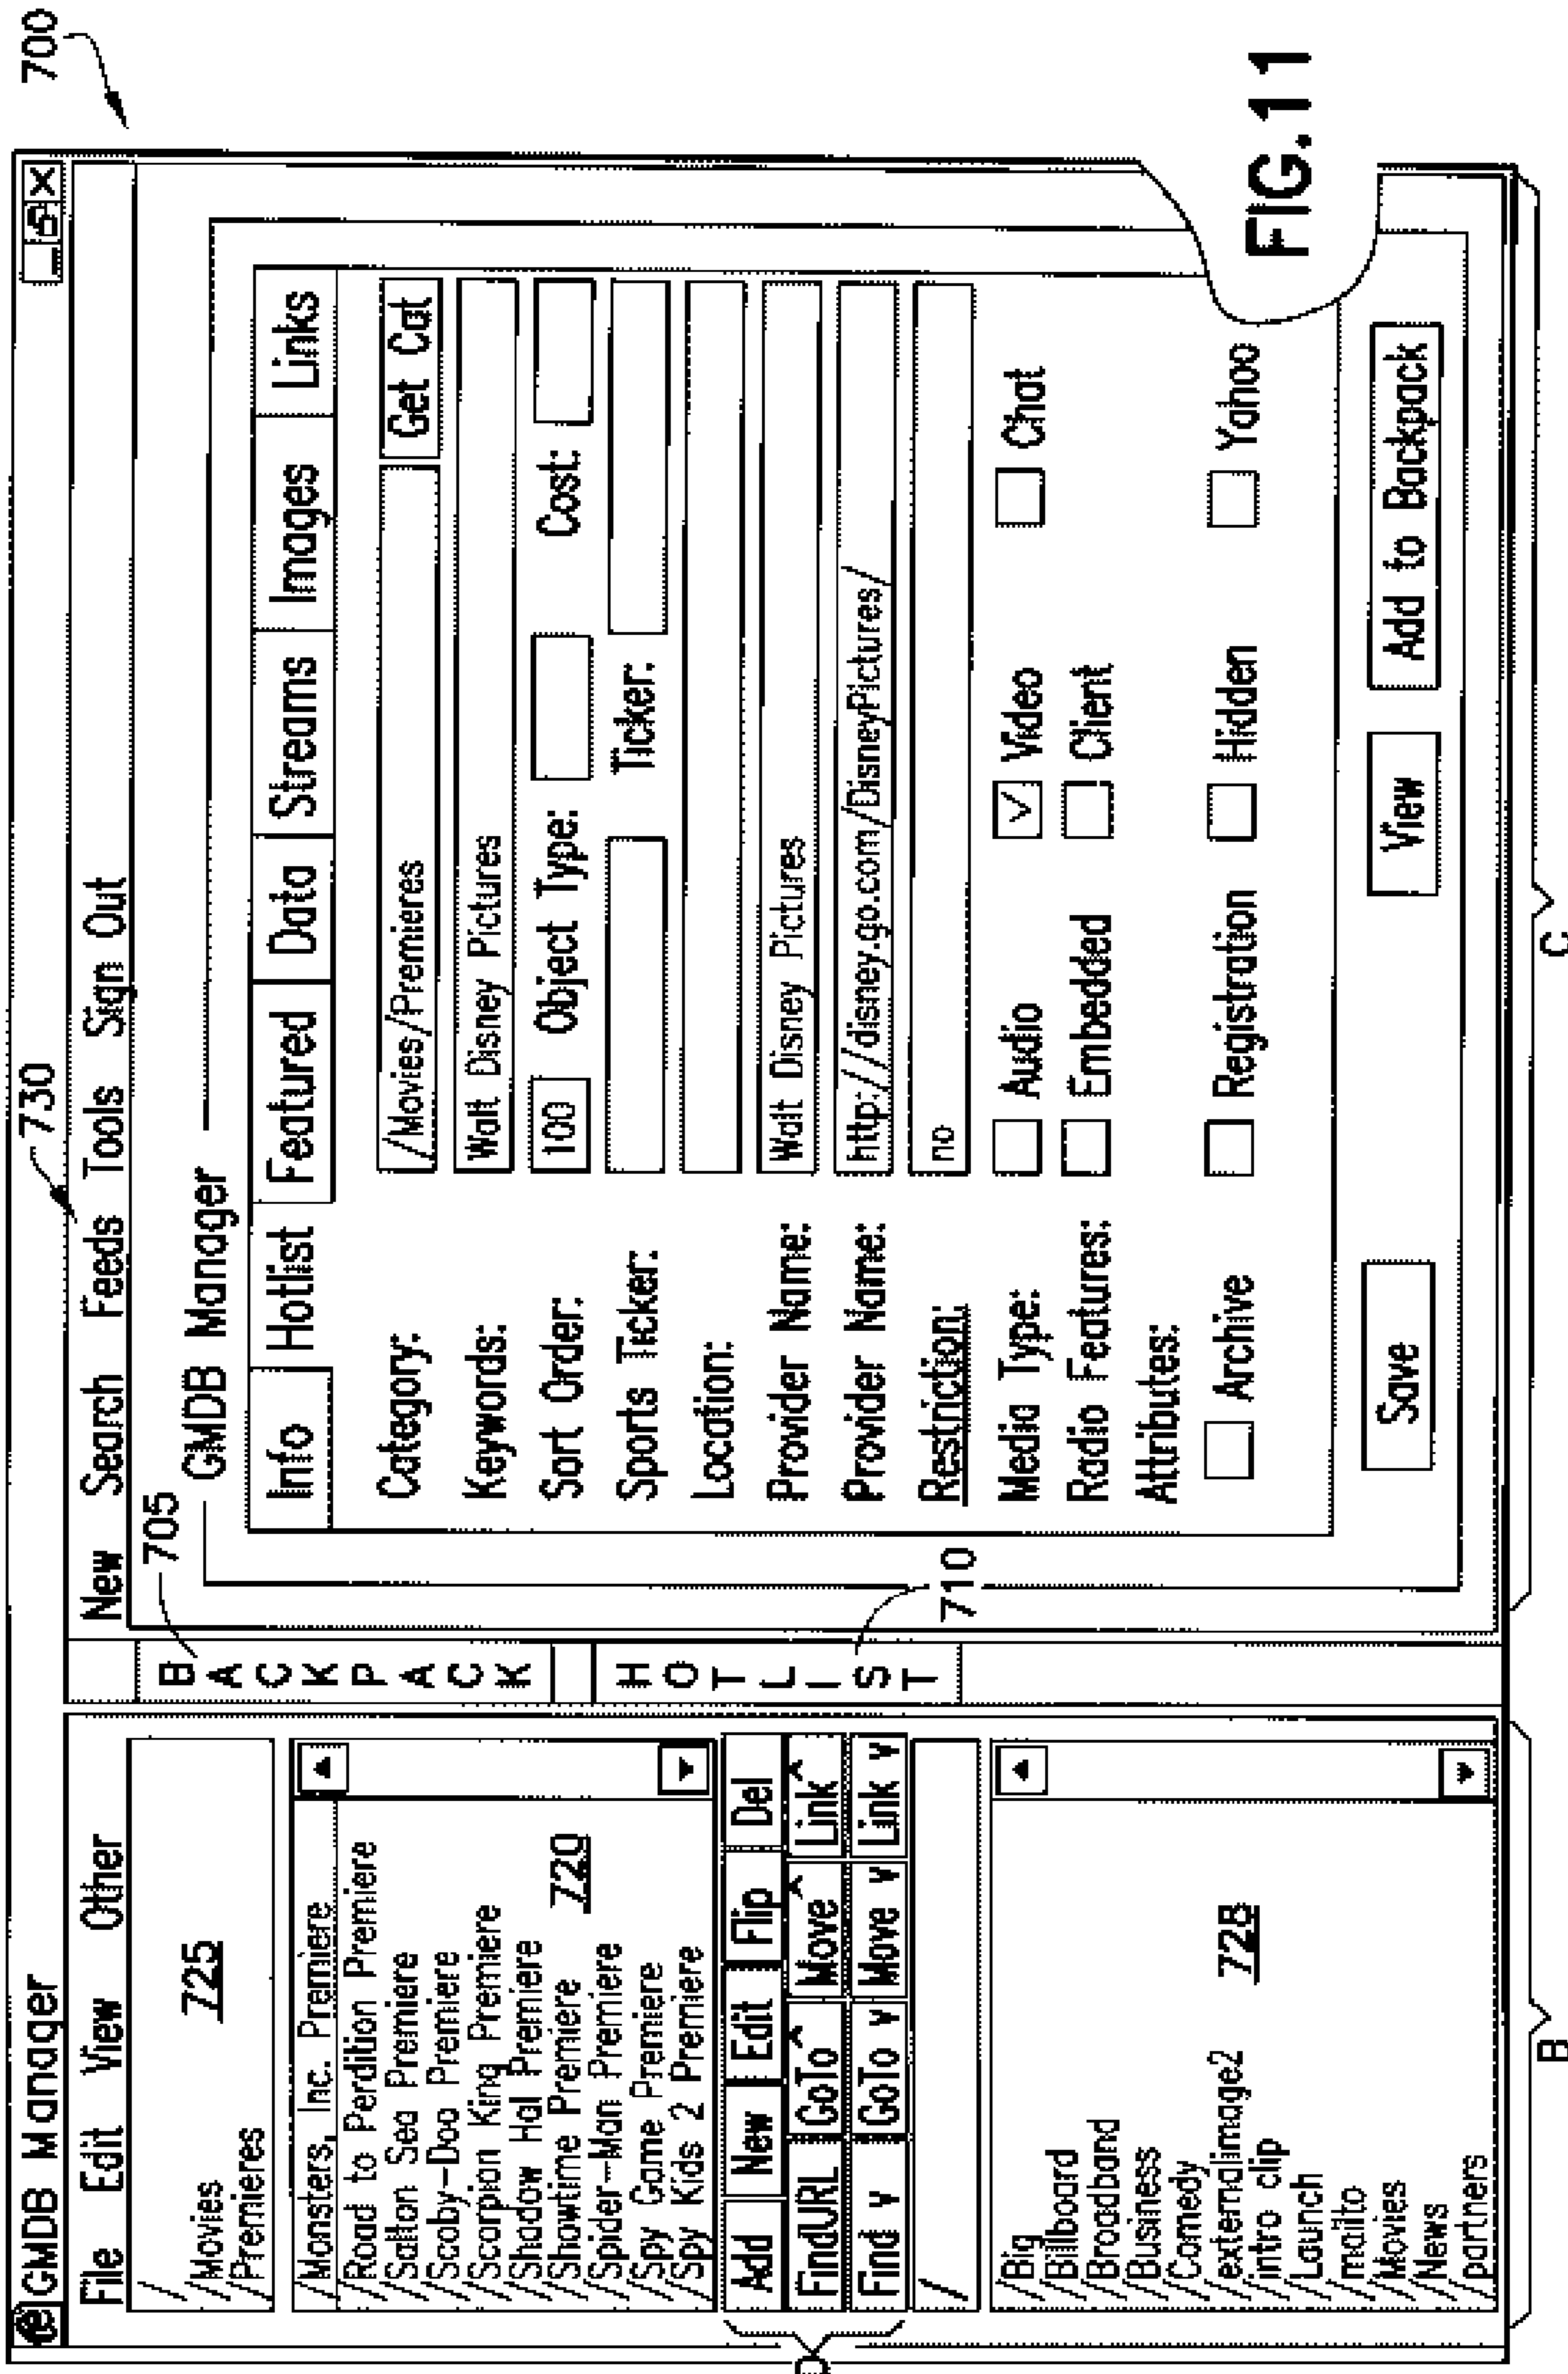 700
GMDB Manager
730
File Edit View Other
New Search Feeds Tools Sign Out
725
/
/Movies
/Premieres
/Monsters, Inc. Premiere
/Road to Perdition Premiere
/Salton Sea Premiere
/Scoby-Doo Premiere
/Scorpion King Premiere
/Shadow Hal Premiere
/Showtime Premiere
/Spider-Man Premiere
/Spy Game Premiere
/Spy Kids 2 Premiere
720
D
Add New Edit Flip Del
FindURL GoTo ^ Move ^ Link ^
Find v GoTo v Move v Link v
/
/Big
/Billboard
/Broadband
/Business
/Comedy
/externalimage2
/intro clip
/Launch
/mailto
/Movies
/News
/partners
728
B
705
BACKPACK
HOTLIST
710
GMDB Manager
Info Hotlist Featured Data Streams Images Links
Category: /Movies/Premieres Get Cat
Keywords: Walt Disney Pictures
Sort Order: 100 Object Type: Cost:
Sports Ticker: Ticker:
Location:
Provider Name: Walt Disney Pictures
Provider Name: http://disney.go.com/DisneyPictures/
Restriction: no
Media Type: Audio Video Chat
Radio Features: Embedded Client
Attributes:
Archive Registration Hidden Yahoo
Save View Add to Backpack
C
FIG.11